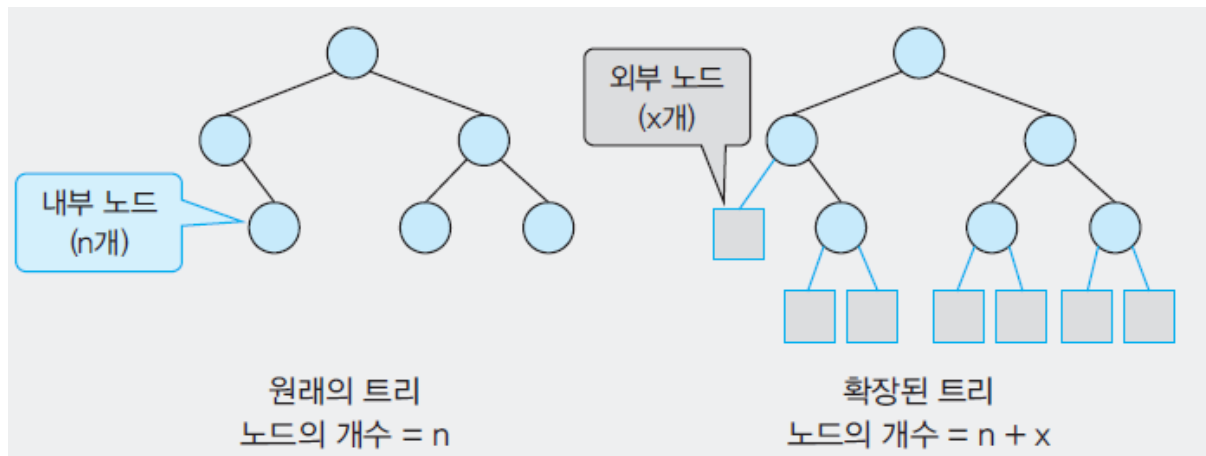 외부 노드
(x개)
내부 노드
(n개)
원래의 트리
노드의 개수 = n
확장된 트리
노드의 개수 = n + x